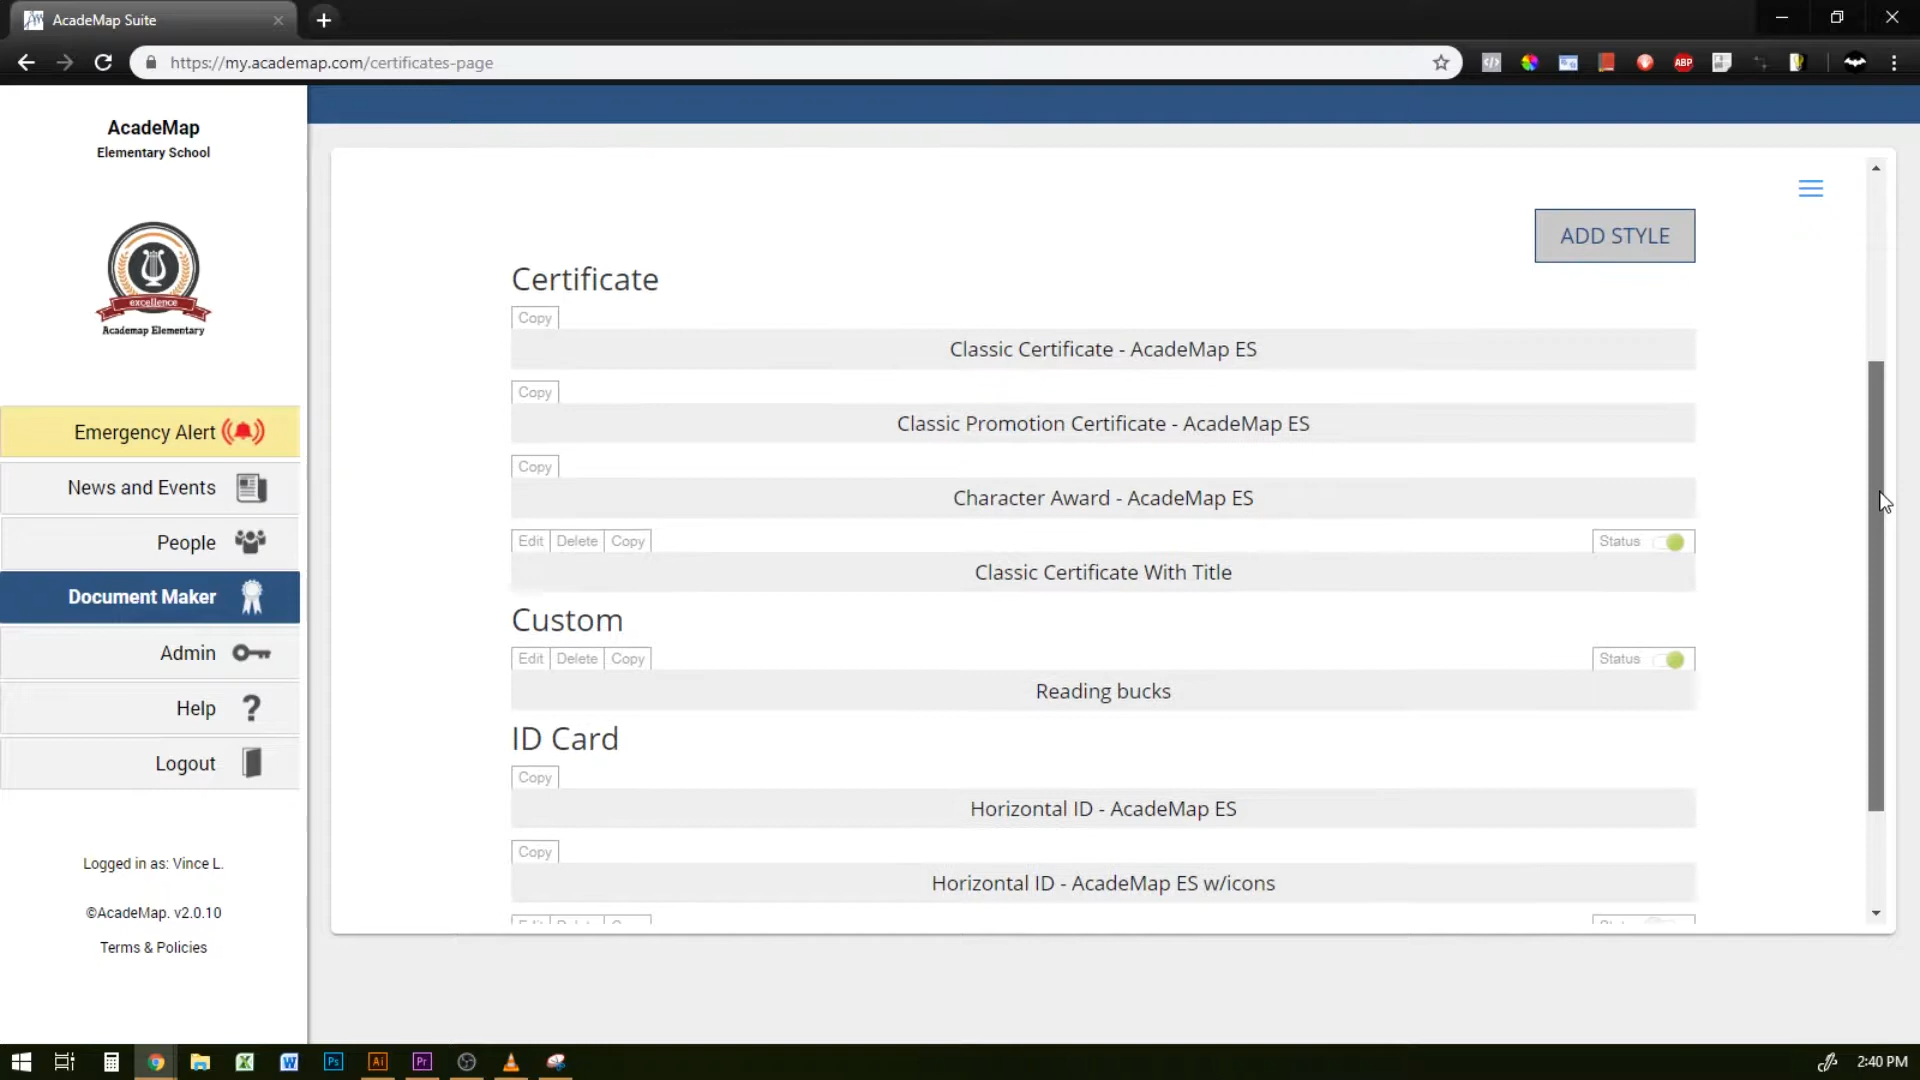 AcadeMap Suite
https://my.academap.com/certificates-page
ABP
AcadeMap
Elementary School
excellence
Academap Elementary
Emergency Alert
News and Events
People
Document Maker
Admin
Help
?
Logout
Logged in as: Vince L.
©AcadeMap. v2.0.10
Terms & Policies
ADD STYLE
Certificate
Copy
Classic Certificate - AcadeMap ES
Copy
Classic Promotion Certificate - AcadeMap ES
Copy
Character Award - AcadeMap ES
Edit Delete Copy Status
Classic Certificate With Title
Custom
Edit Delete Copy Status
Reading bucks
ID Card
Copy
Horizontal ID - AcadeMap ES
Copy
Horizontal ID - AcadeMap ES w/icons
Ps Ai Pr
2:40 PM